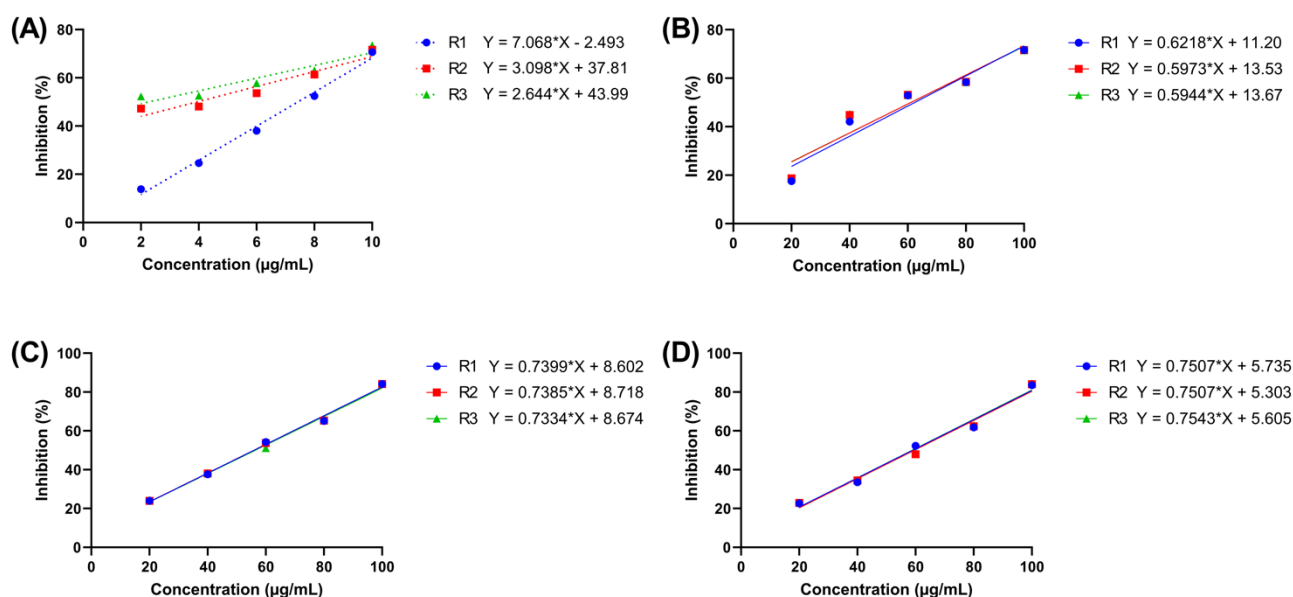 (A)
80
60
40
20
0
Inhibition (%)
0 2 4 6 8 10
Concentration (µg/mL)
R1 Y = 7.068*X - 2.493
R2 Y = 3.098*X + 37.81
R3 Y = 2.644*X + 43.99
(B)
80
60
40
20
0
Inhibition (%)
0 20 40 60 80 100
Concentration (µg/mL)
R1 Y = 0.6218*X + 11.20
R2 Y = 0.5973*X + 13.53
R3 Y = 0.5944*X + 13.67
(C)
100
80
60
40
20
0
Inhibition (%)
0 20 40 60 80 100
Concentration (µg/mL)
R1 Y = 0.7399*X + 8.602
R2 Y = 0.7385*X + 8.718
R3 Y = 0.7334*X + 8.674
(D)
100
80
60
40
20
0
Inhibition (%)
0 20 40 60 80 100
Concentration (µg/mL)
R1 Y = 0.7507*X + 5.735
R2 Y = 0.7507*X + 5.303
R3 Y = 0.7543*X + 5.605